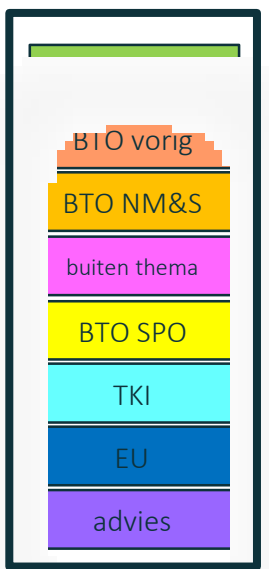 BTO vorig
BTO NM&S
buiten thema
BTO SPO
TKI
EU
advies